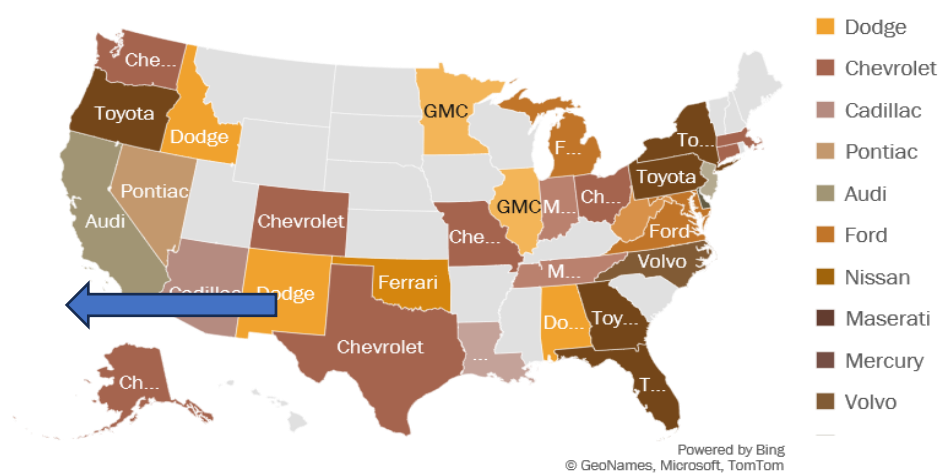 Che...
Toyota
Dodge
GMC
F...
To...
Toyota
Pontiac
Audi
Chevrolet
Che...
GMC
M...
Ch...
Ford
Volvo
M...
Cadillac
Dodge
Ferrari
Do...
Toy...
Chevrolet
...
T...
Ch...
Dodge
Chevrolet
Cadillac
Pontiac
Audi
Ford
Nissan
Maserati
Mercury
Volvo
Powered by Bing
© GeoNames, Microsoft, TomTom